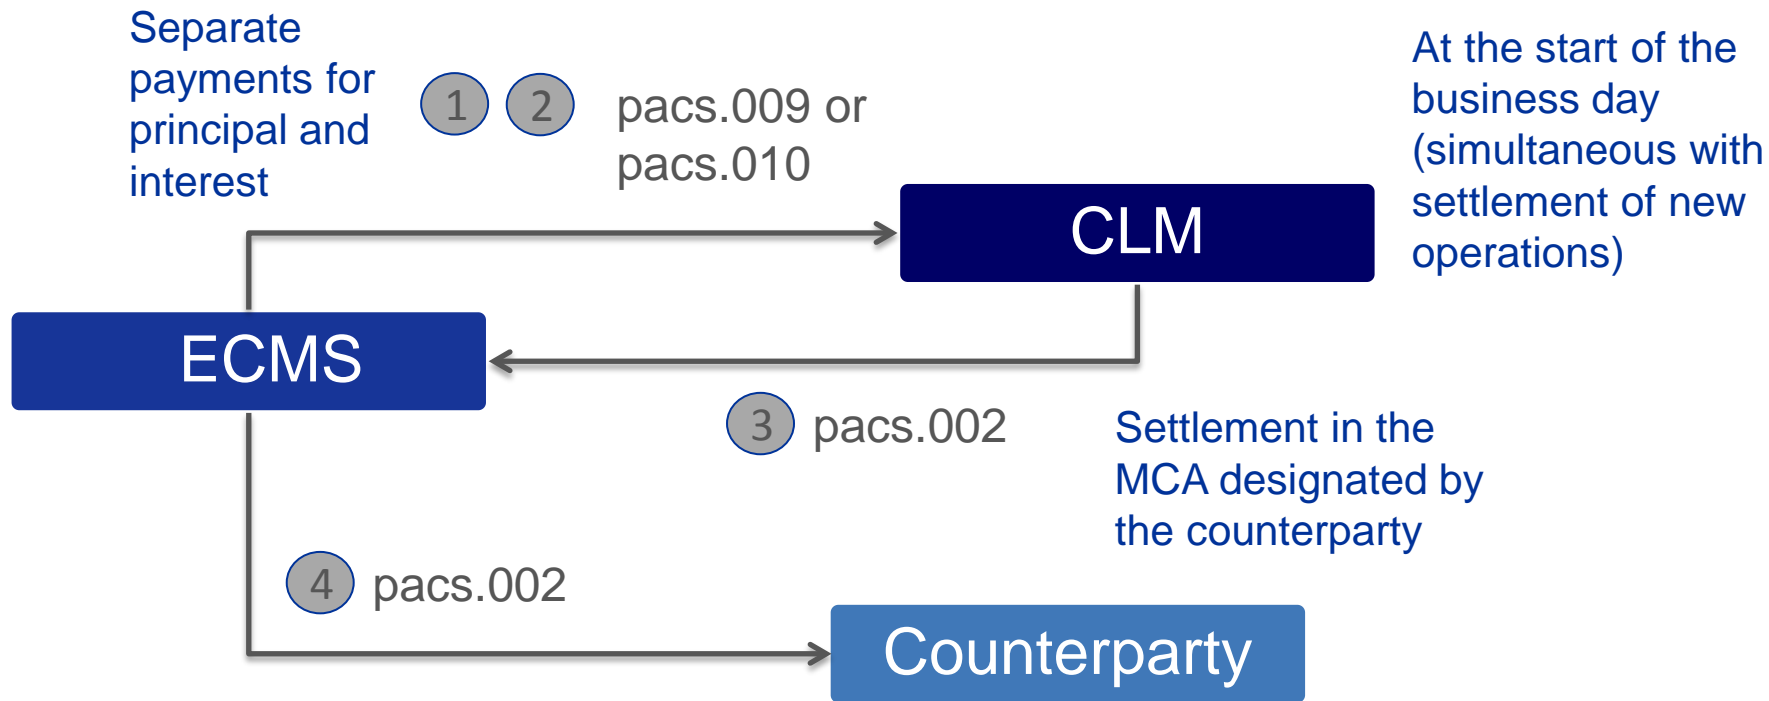 Separate
payments for
principal and
interest
1 2 pacs.009 or
pacs.010
At the start of the
business day
(simultaneous with
settlement of new
operations)
CLM
ECMS
3 pacs.002
Settlement in the
MCA designated by
the counterparty
4 pacs.002
Counterparty